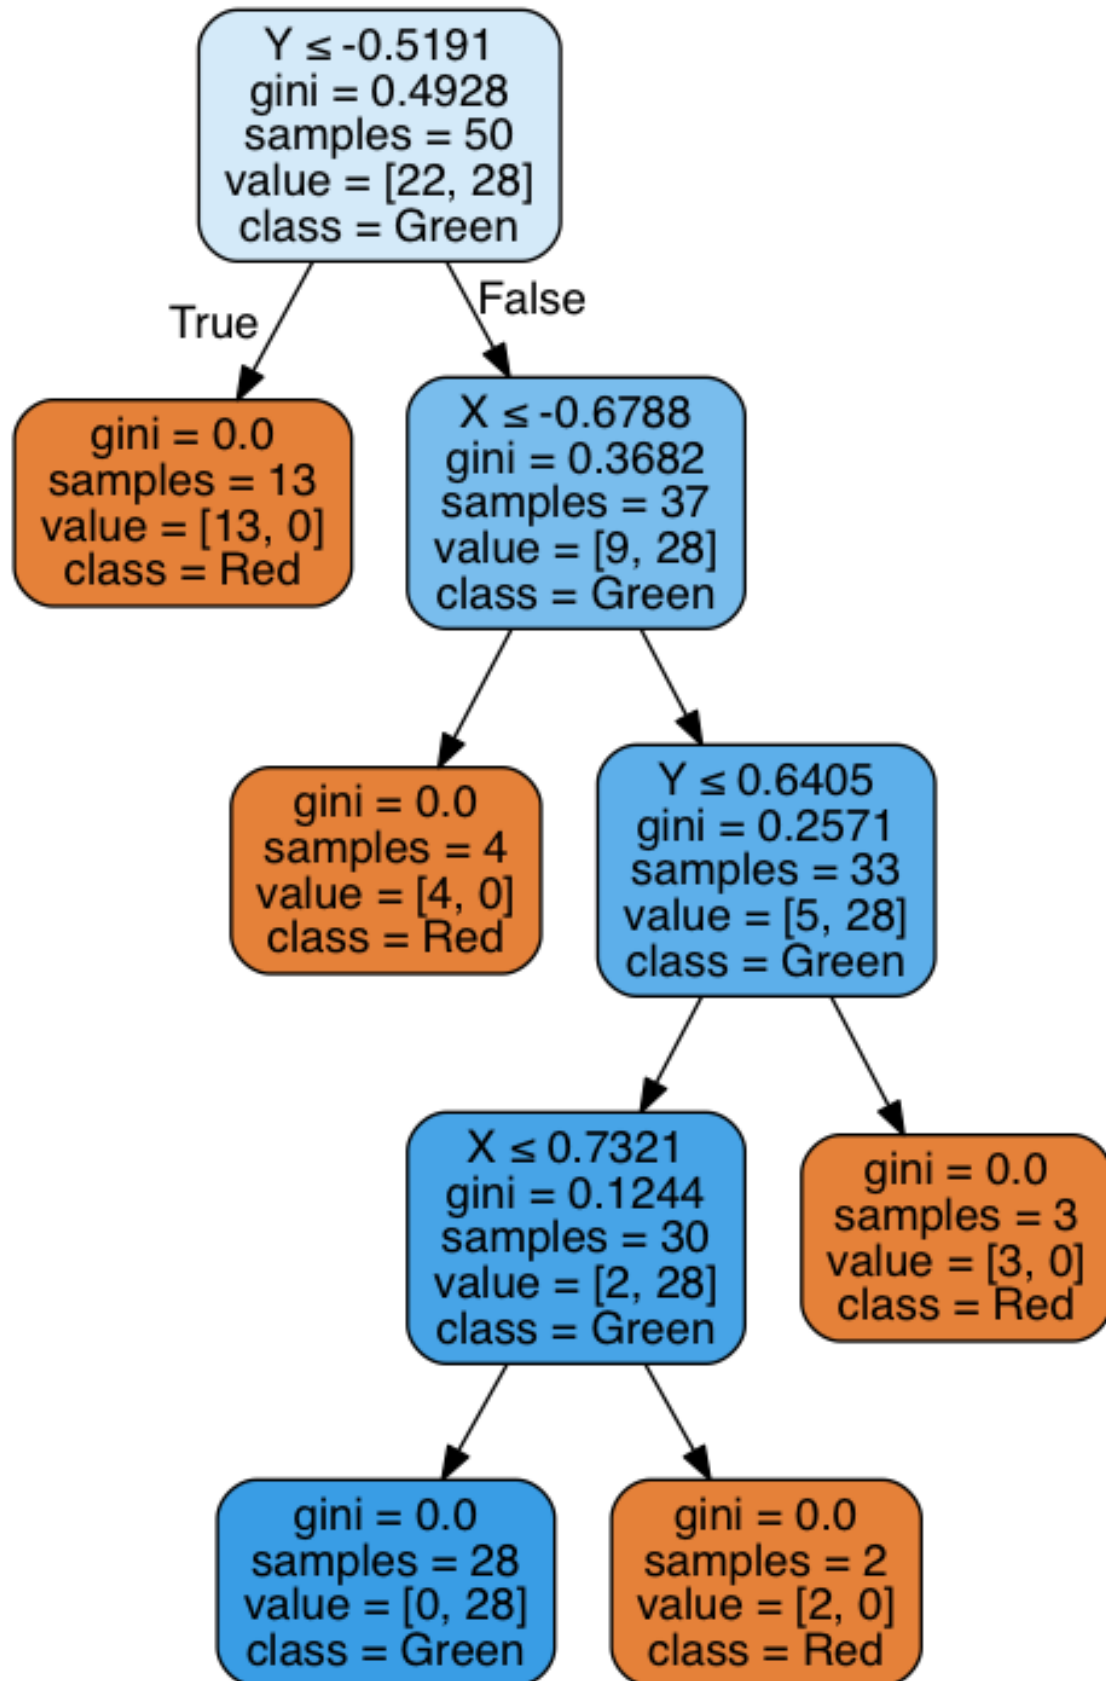 Y ≤ -0.5191
gini = 0.4928
samples = 50
value = [22, 28]
class = Green
True
False
gini = 0.0
samples = 13
value = [13, 0]
class = Red
X ≤ -0.6788
gini = 0.3682
samples = 37
value = [9, 28]
class = Green
gini = 0.0
samples = 4
value = [4, 0]
class = Red
Y ≤ 0.6405
gini = 0.2571
samples = 33
value = [5, 28]
class = Green
X ≤ 0.7321
gini = 0.1244
samples = 30
value = [2, 28]
class = Green
gini = 0.0
samples = 3
value = [3, 0]
class = Red
gini = 0.0
samples = 28
value = [0, 28]
class = Green
gini = 0.0
samples = 2
value = [2, 0]
class = Red